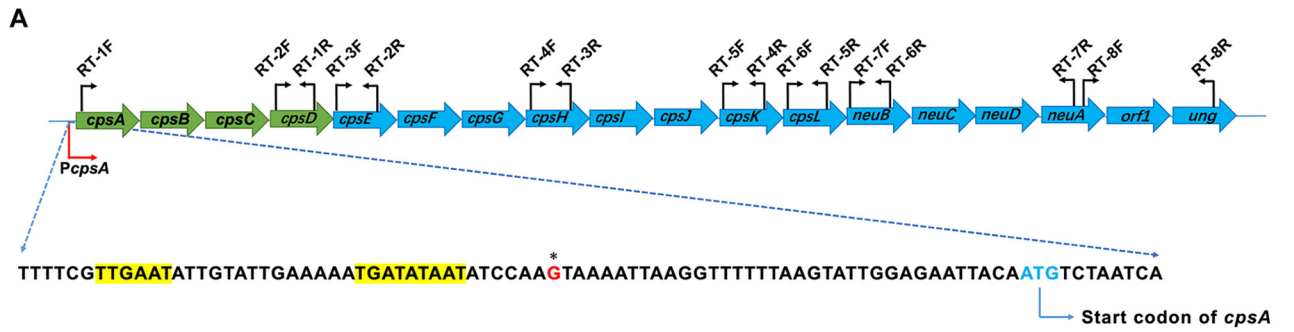 A
RT-1F RT-2F RT-1R RT-3F RT-2R RT-4F RT-3R RT-5F RT-4R RT-6F RT-5R RT-7F RT-6R RT-7R RT-8F RT-8R
cpsA cpsB cpsC cpsD cpsE cpsF cpsG cpsH cpsI cpsJ cpsK cpsL neuB neuC neuD neuA orf1 ung
PcpsA
*
TTTTCGTTGAATATTGTATTGAAAAATGATATAATATCCAAGTAAAATTAAGGTTTTTTAAGTATTGGAGAATTACAATGTCTAATCA
Start codon of cpsA